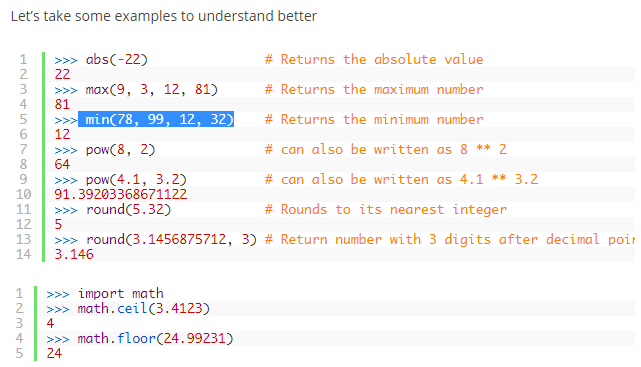 Let's take some examples to understand better
1 >>> abs(-22) # Returns the absolute value
2 22
3 >>> max(9, 3, 12, 81) # Returns the maximum number
4 81
5 >>> min(78, 99, 12, 32) # Returns the minimum number
6 12
7 >>> pow(8, 2) # can also be written as 8 ** 2
8 64
9 >>> pow(4.1, 3.2) # can also be written as 4.1 ** 3.2
10 91.39203368671122
11 >>> round(5.32) # Rounds to its nearest integer
12 5
13 >>> round(3.1456875712, 3) # Return number with 3 digits after decimal poin
14 3.146
1 >>> import math
2 >>> math.ceil(3.4123)
3 4
4 >>> math.floor(24.99231)
5 24